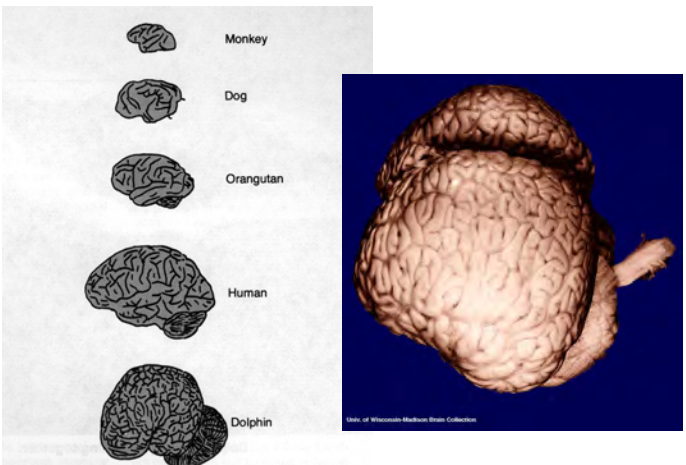 Monkey
Dog
Orangutan
Human
Dolphin
Univ. of Wisconsin-Madison Brain Collection